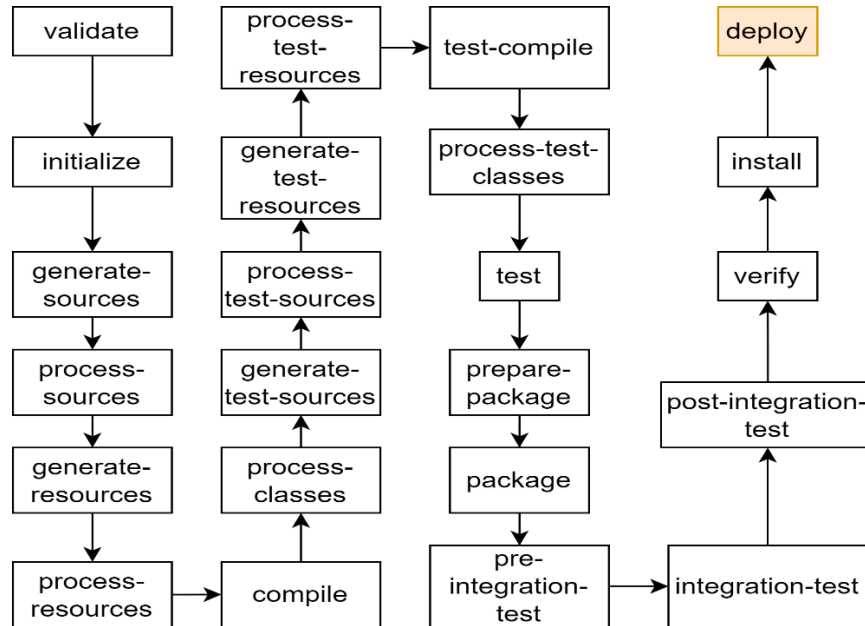 validate
initialize
generate-
sources
process-
sources
generate-
resources
process-
resources
compile
process-
classes
generate-
test-sources
process-
test-sources
generate-
test-
resources
process-
test-
resources
test-compile
process-test-
classes
test
prepare-
package
package
pre-
integration-
test
integration-test
post-integration-
test
verify
install
deploy